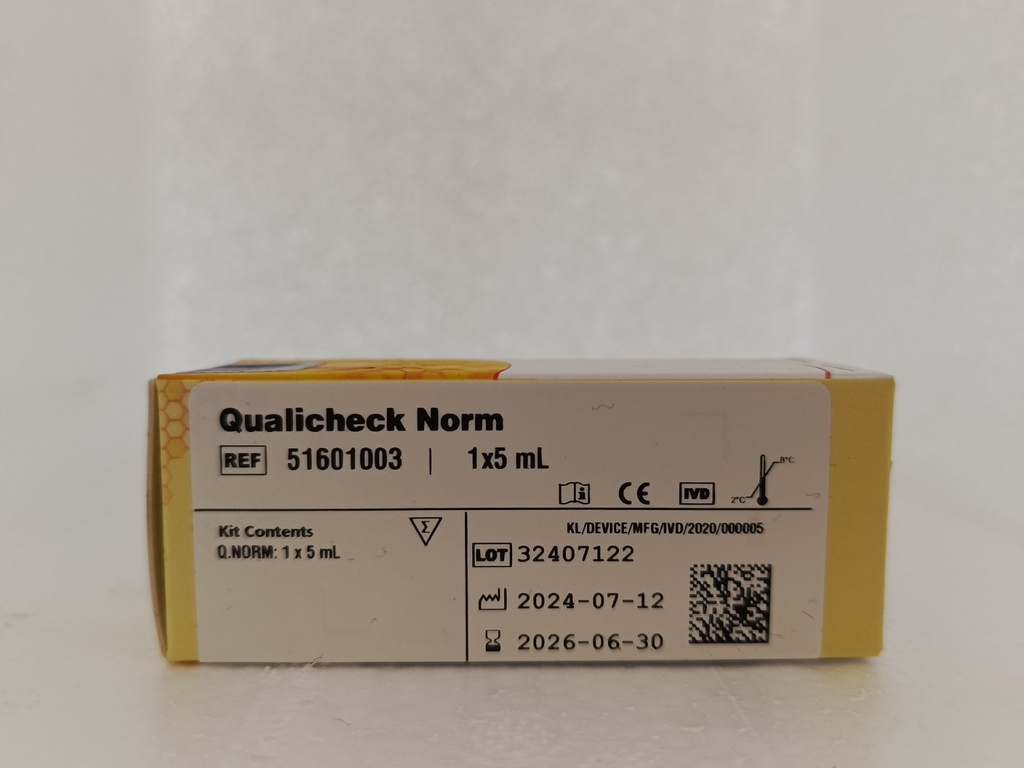 Qualicheck Norm
REF 51601003 | 1x5 mL
CE IVD 2°C 8°C
Kit Contents Σ
Q.NORM: 1 x 5 mL
KL/DEVICE/MFG/IVD/2020/000005
LOT 32407122
2024-07-12
2026-06-30